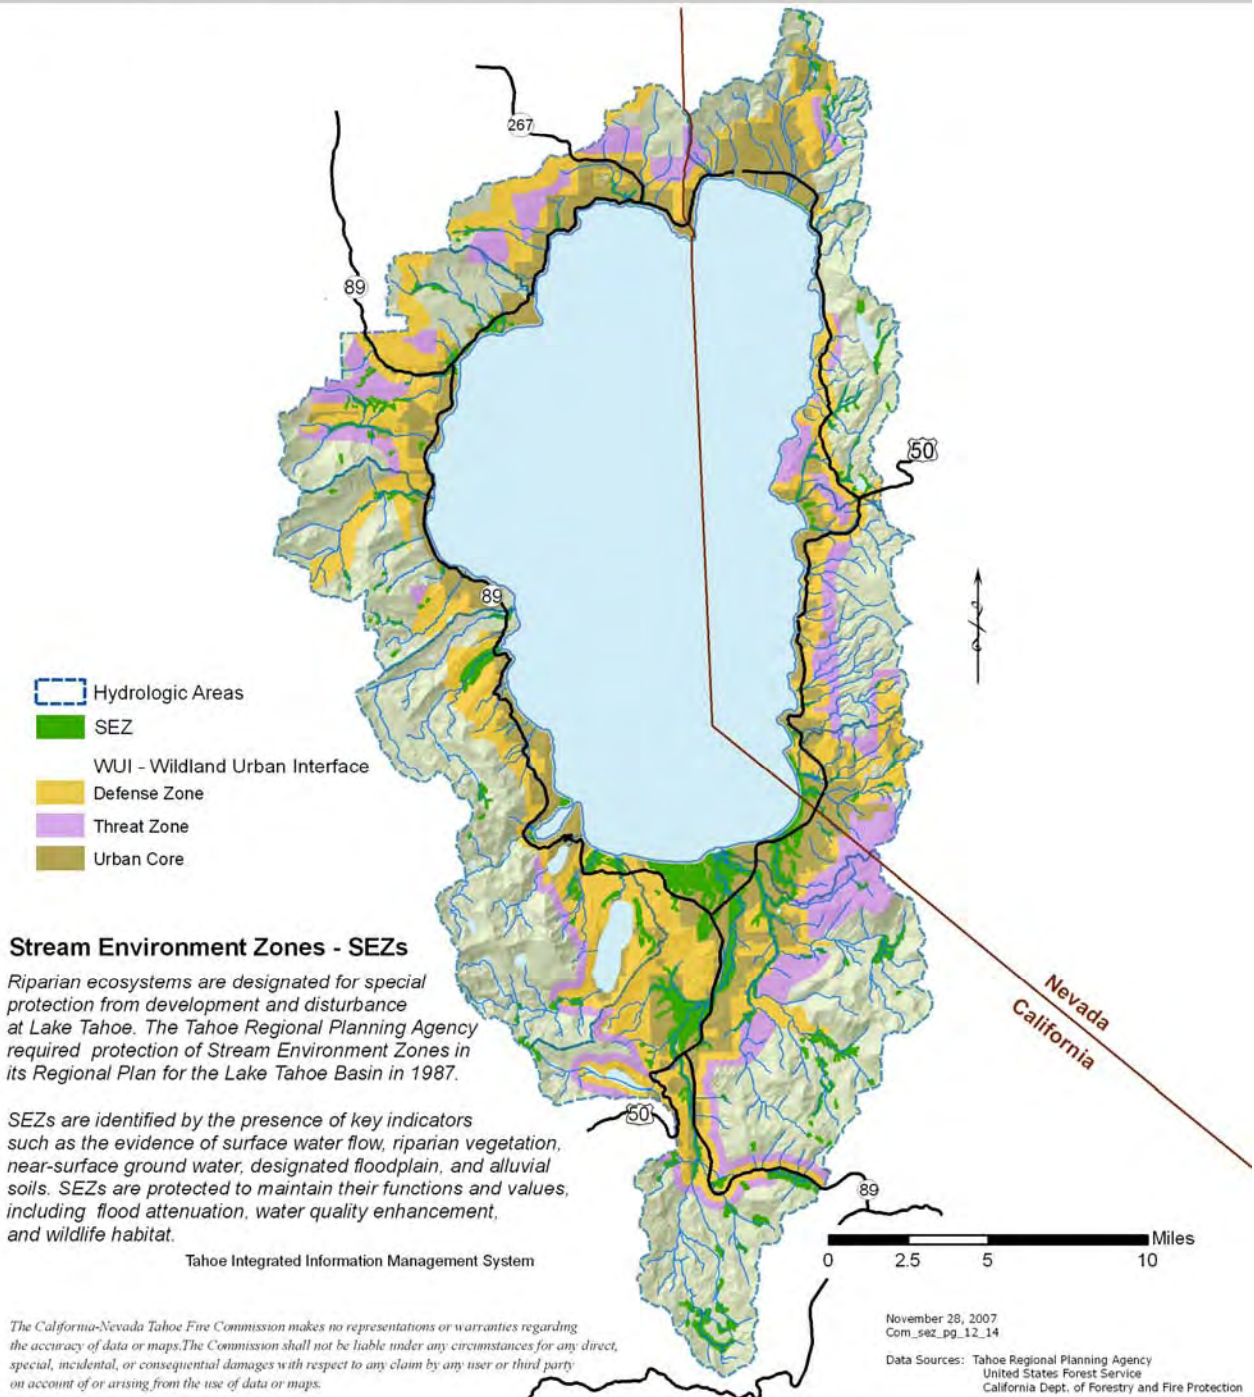 267
89
50
89
Hydrologic Areas
SEZ
WUI - Wildland Urban Interface
Defense Zone
Threat Zone
Urban Core
Stream Environment Zones - SEZs
Riparian ecosystems are designated for special
protection from development and disturbance
at Lake Tahoe. The Tahoe Regional Planning Agency
required protection of Stream Environment Zones in
its Regional Plan for the Lake Tahoe Basin in 1987.
SEZs are identified by the presence of key indicators
such as the evidence of surface water flow, riparian vegetation,
near-surface ground water, designated floodplain, and alluvial
soils. SEZs are protected to maintain their functions and values,
including flood attenuation, water quality enhancement,
and wildlife habitat.
Tahoe Integrated Information Management System
Nevada
California
50
89
Miles
0 2.5 5 10
The California-Nevada Tahoe Fire Commission makes no representations or warranties regarding
the accuracy of data or maps.The Commission shall not be liable under any circumstances for any direct,
special, incidental, or consequential damages with respect to any claim by any user or third party
on account of or arising from the use of data or maps.
November 28, 2007
Com_sez_pg_12_14
Data Sources: Tahoe Regional Planning Agency
United States Forest Service
California Dept. of Forestry and Fire Protection